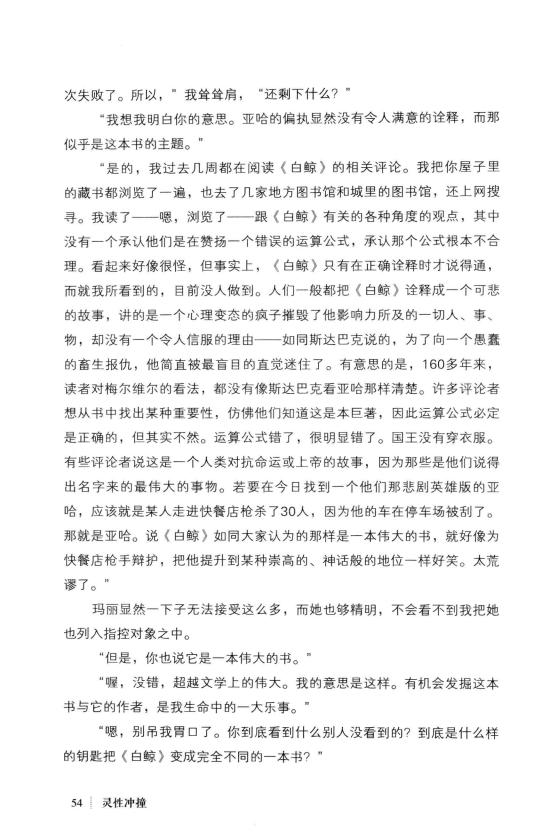 次失败了。所以，”我耸耸肩，“还剩下什么？”
“我想我明白你的意思。亚哈的偏执显然没有令人满意的诠释，而那
似乎是这本书的主题。”
“是的，我过去几周都在阅读《白鲸》的相关评论。我把你屋子里
的藏书都浏览了一遍，也去了几家地方图书馆和城里的图书馆，还上网搜
寻。我读了——嗯，浏览了——跟《白鲸》有关的各种角度的观点，其中
没有一个承认他们是在赞扬一个错误的运算公式，承认那个公式根本不合
理。看起来好像很怪，但事实上，《白鲸》只有在正确诠释时才说得通，
而就我所看到的，目前没人做到。人们一般都把《白鲸》诠释成一个可悲
的故事，讲的是一个心理变态的疯子摧毁了他影响力所及的一切人、事、
物，却没有一个令人信服的理由——如同斯达巴克说的，为了向一个愚蠢
的畜生报仇，他简直被最盲目的直觉迷住了。有意思的是，160多年来，
读者对梅尔维尔的看法，都没有像斯达巴克看亚哈那样清楚。许多评论者
想从书中找出某种重要性，仿佛他们知道这是本巨著，因此运算公式必定
是正确的，但其实不然。运算公式错了，很明显错了。国王没有穿衣服。
有些评论者说这是一个人类对抗命运或上帝的故事，因为那些是他们说得
出名字来的最伟大的事物。若要在今日找到一个他们那悲剧英雄版的亚
哈，应该就是某人走进快餐店枪杀了30人，因为他的车在停车场被刮了。
那就是亚哈。说《白鲸》如同大家认为的那样是一本伟大的书，就好像为
快餐店枪手辩护，把他提升到某种崇高的、神话般的地位一样好笑。太荒
谬了。”
玛丽显然一下子无法接受这么多，而她也够精明，不会看不到我把她
也列入指控对象之中。
“但是，你也说它是一本伟大的书。”
“喔，没错，超越文学上的伟大。我的意思是这样。有机会发掘这本
书与它的作者，是我生命中的一大乐事。”
“嗯，别吊我胃口了。你到底看到什么别人没看到的？到底是什么样
的钥匙把《白鲸》变成完全不同的一本书？”
54 灵性冲撞